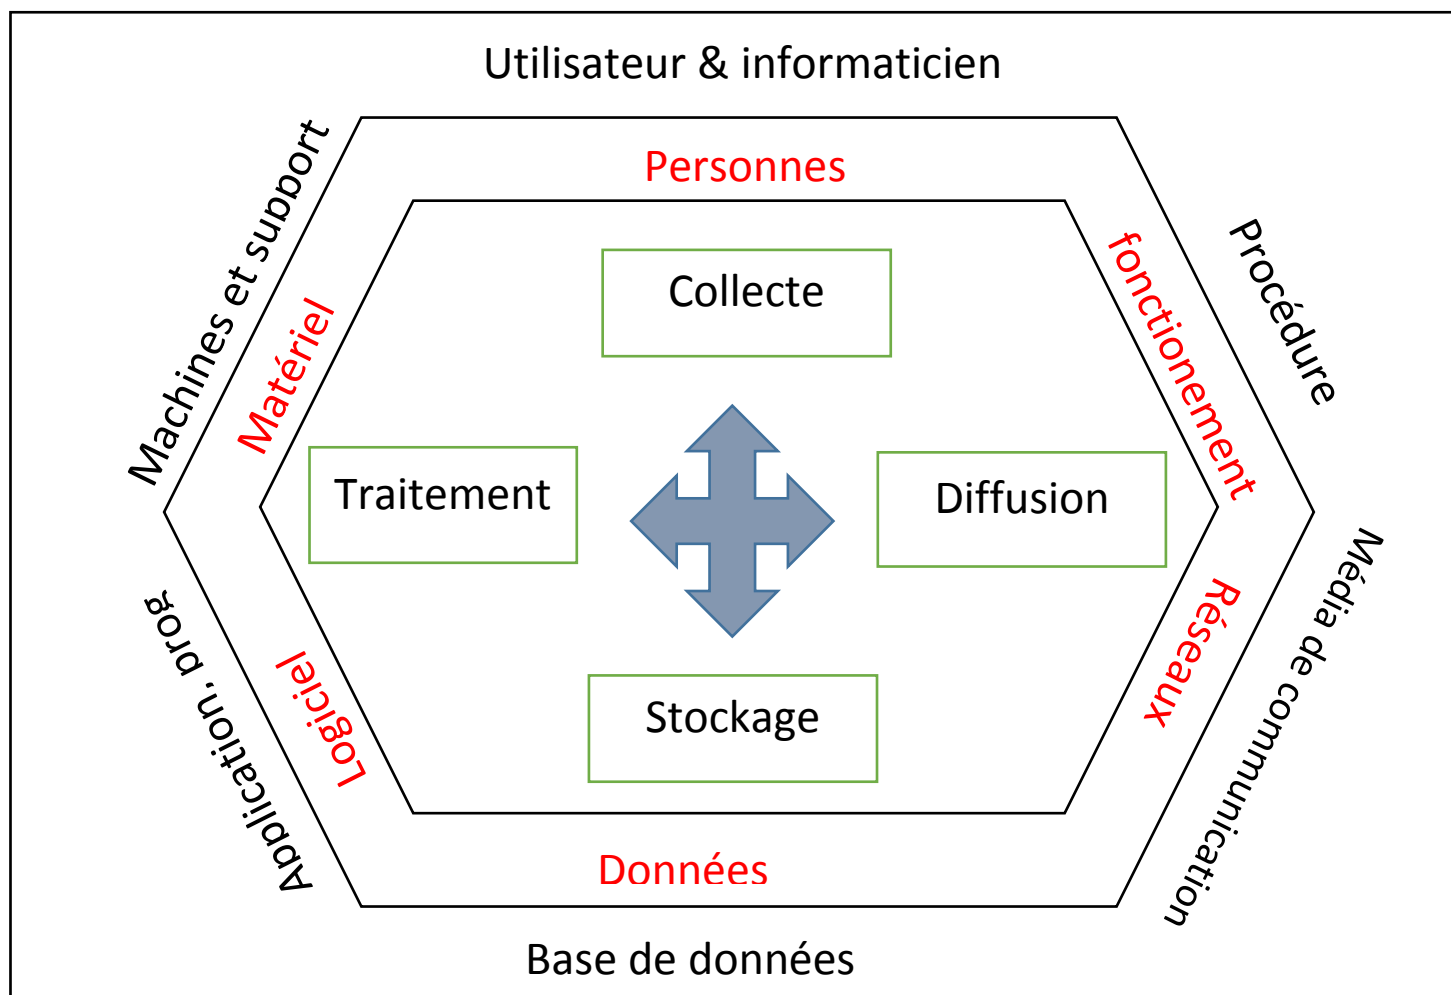 Utilisateur & informaticien
Personnes
Machines et support
Matériel
fonctionement
Procédure
Collecte
Traitement
Diffusion
Stockage
Application, prog
Logiciel
Réseaux
Média de communication
Données
Base de données